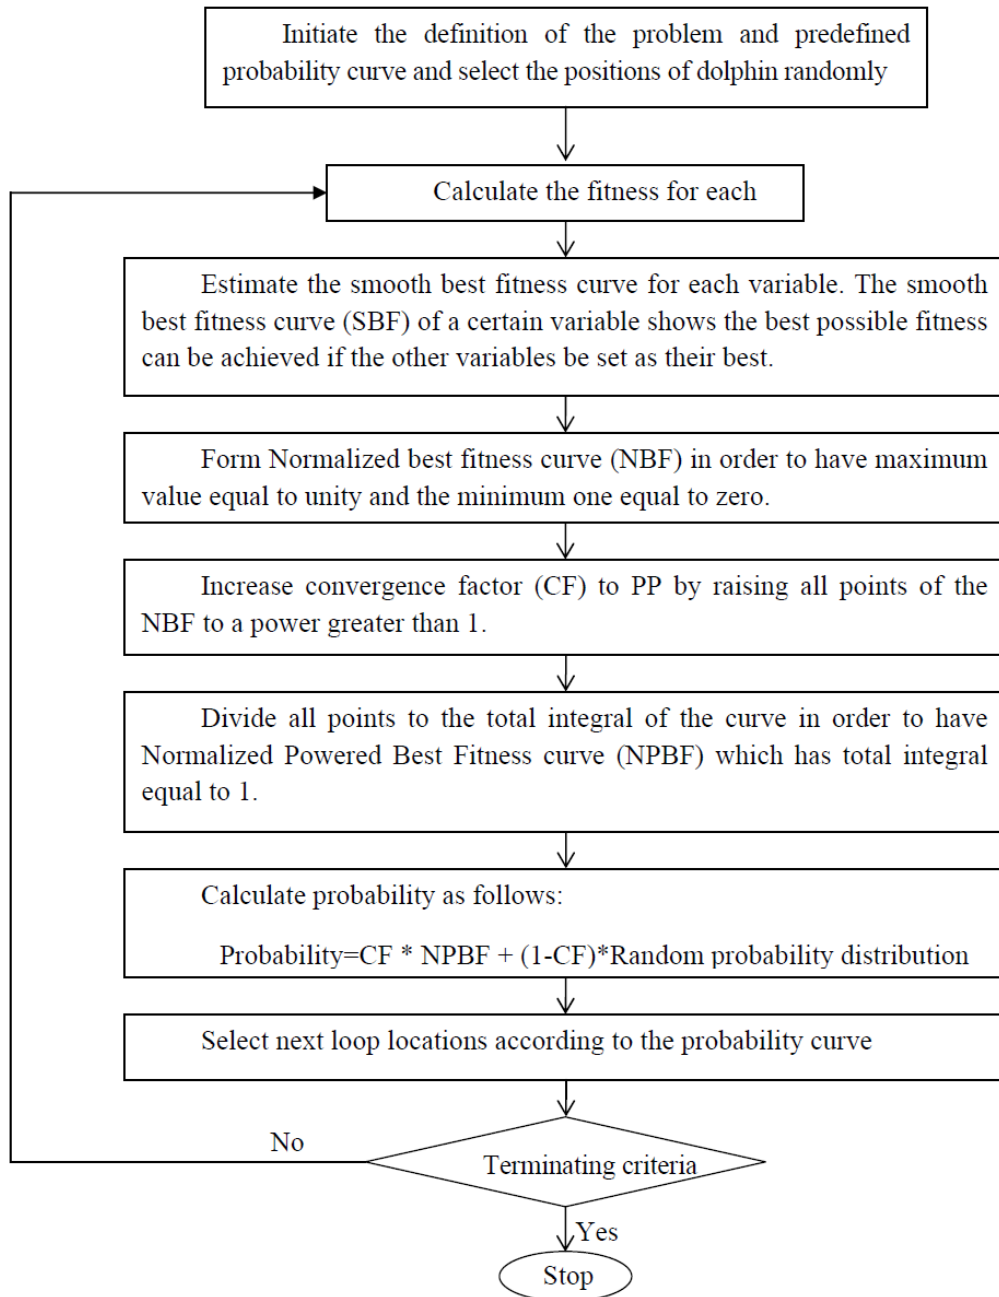 Initiate the definition of the problem and predefined
probability curve and select the positions of dolphin randomly
Calculate the fitness for each
Estimate the smooth best fitness curve for each variable. The smooth
best fitness curve (SBF) of a certain variable shows the best possible fitness
can be achieved if the other variables be set as their best.
Form Normalized best fitness curve (NBF) in order to have maximum
value equal to unity and the minimum one equal to zero.
Increase convergence factor (CF) to PP by raising all points of the
NBF to a power greater than 1.
Divide all points to the total integral of the curve in order to have
Normalized Powered Best Fitness curve (NPBF) which has total integral
equal to 1.
Calculate probability as follows:
Probability=CF * NPBF + (1-CF)*Random probability distribution
Select next loop locations according to the probability curve
No
Terminating criteria
Yes
Stop